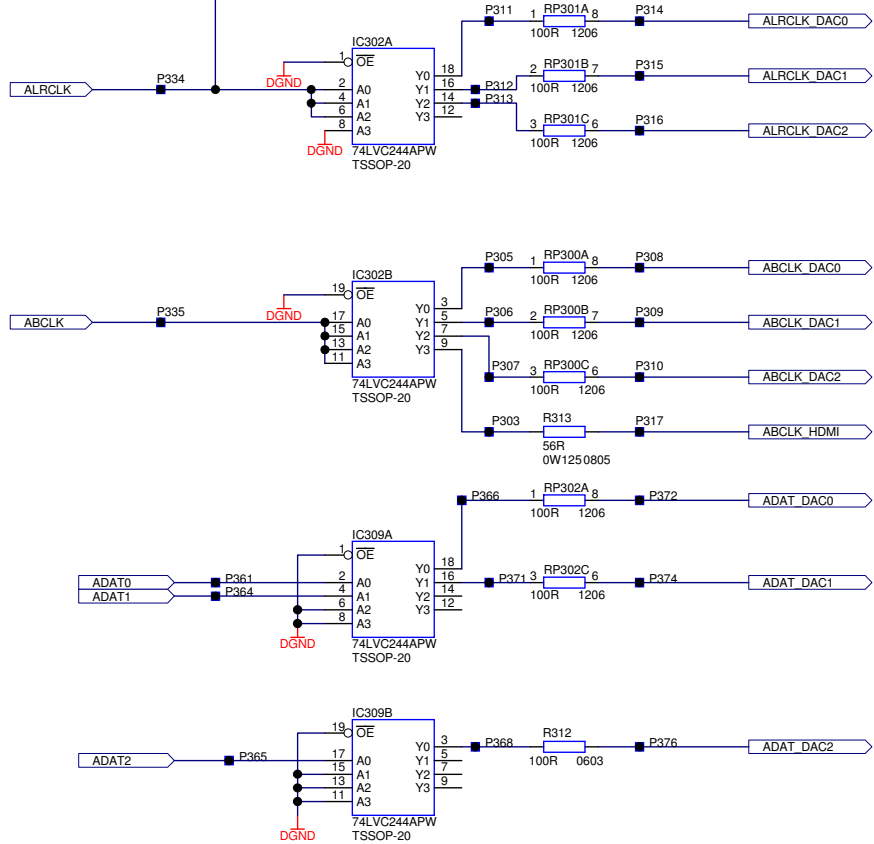 P311 RP301A P314
1 8 ALRCLK_DAC0
100R 1206
IC302A
1 OE
DGND
P334
ALRCLK
2 A0
4 A1
6 A2
8 A3
DGND
Y0 18
Y1 16
Y2 14
Y3 12
P312
P313
74LVC244APW
TSSOP-20
RP301B P315
2 7 ALRCLK_DAC1
100R 1206
RP301C P316
3 6 ALRCLK_DAC2
100R 1206
P305 RP300A P308
1 8 ABCLK_DAC0
100R 1206
IC302B
19 OE
DGND
P335
ABCLK
17 A0
15 A1
13 A2
11 A3
Y0 3
Y1 5
Y2 7
Y3 9
74LVC244APW
TSSOP-20
P306 RP300B P309
2 7 ABCLK_DAC1
100R 1206
P307 RP300C P310
3 6 ABCLK_DAC2
100R 1206
P303 R313 P317
ABCLK_HDMI
56R
0W125 0805
RP302A
P366 1 8 P372 ADAT_DAC0
100R 1206
IC309A
1 OE
ADAT0 P361 2 A0
ADAT1 P364 4 A1
6 A2
8 A3
DGND
Y0 18
Y1 16
Y2 14
Y3 12
74LVC244APW
TSSOP-20
RP302C
P371 3 6 P374 ADAT_DAC1
100R 1206
IC309B
19 OE
ADAT2 P365 17 A0
15 A1
13 A2
11 A3
DGND
Y0 3
Y1 5
Y2 7
Y3 9
74LVC244APW
TSSOP-20
R312
P368 P376 ADAT_DAC2
100R 0603